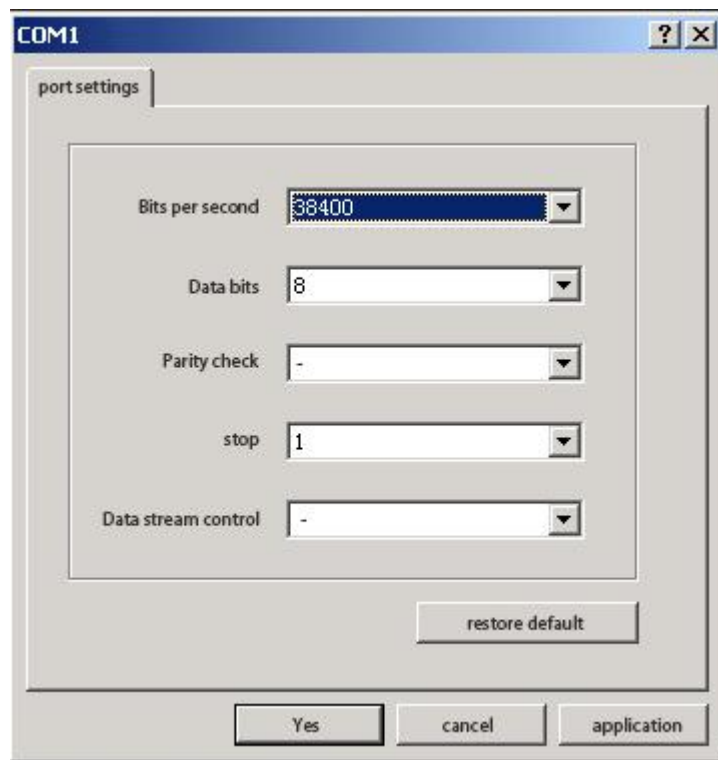 COM1
port settings
Bits per second 38400
Data bits 8
Parity check -
stop 1
Data stream control -
restore default
Yes cancel application